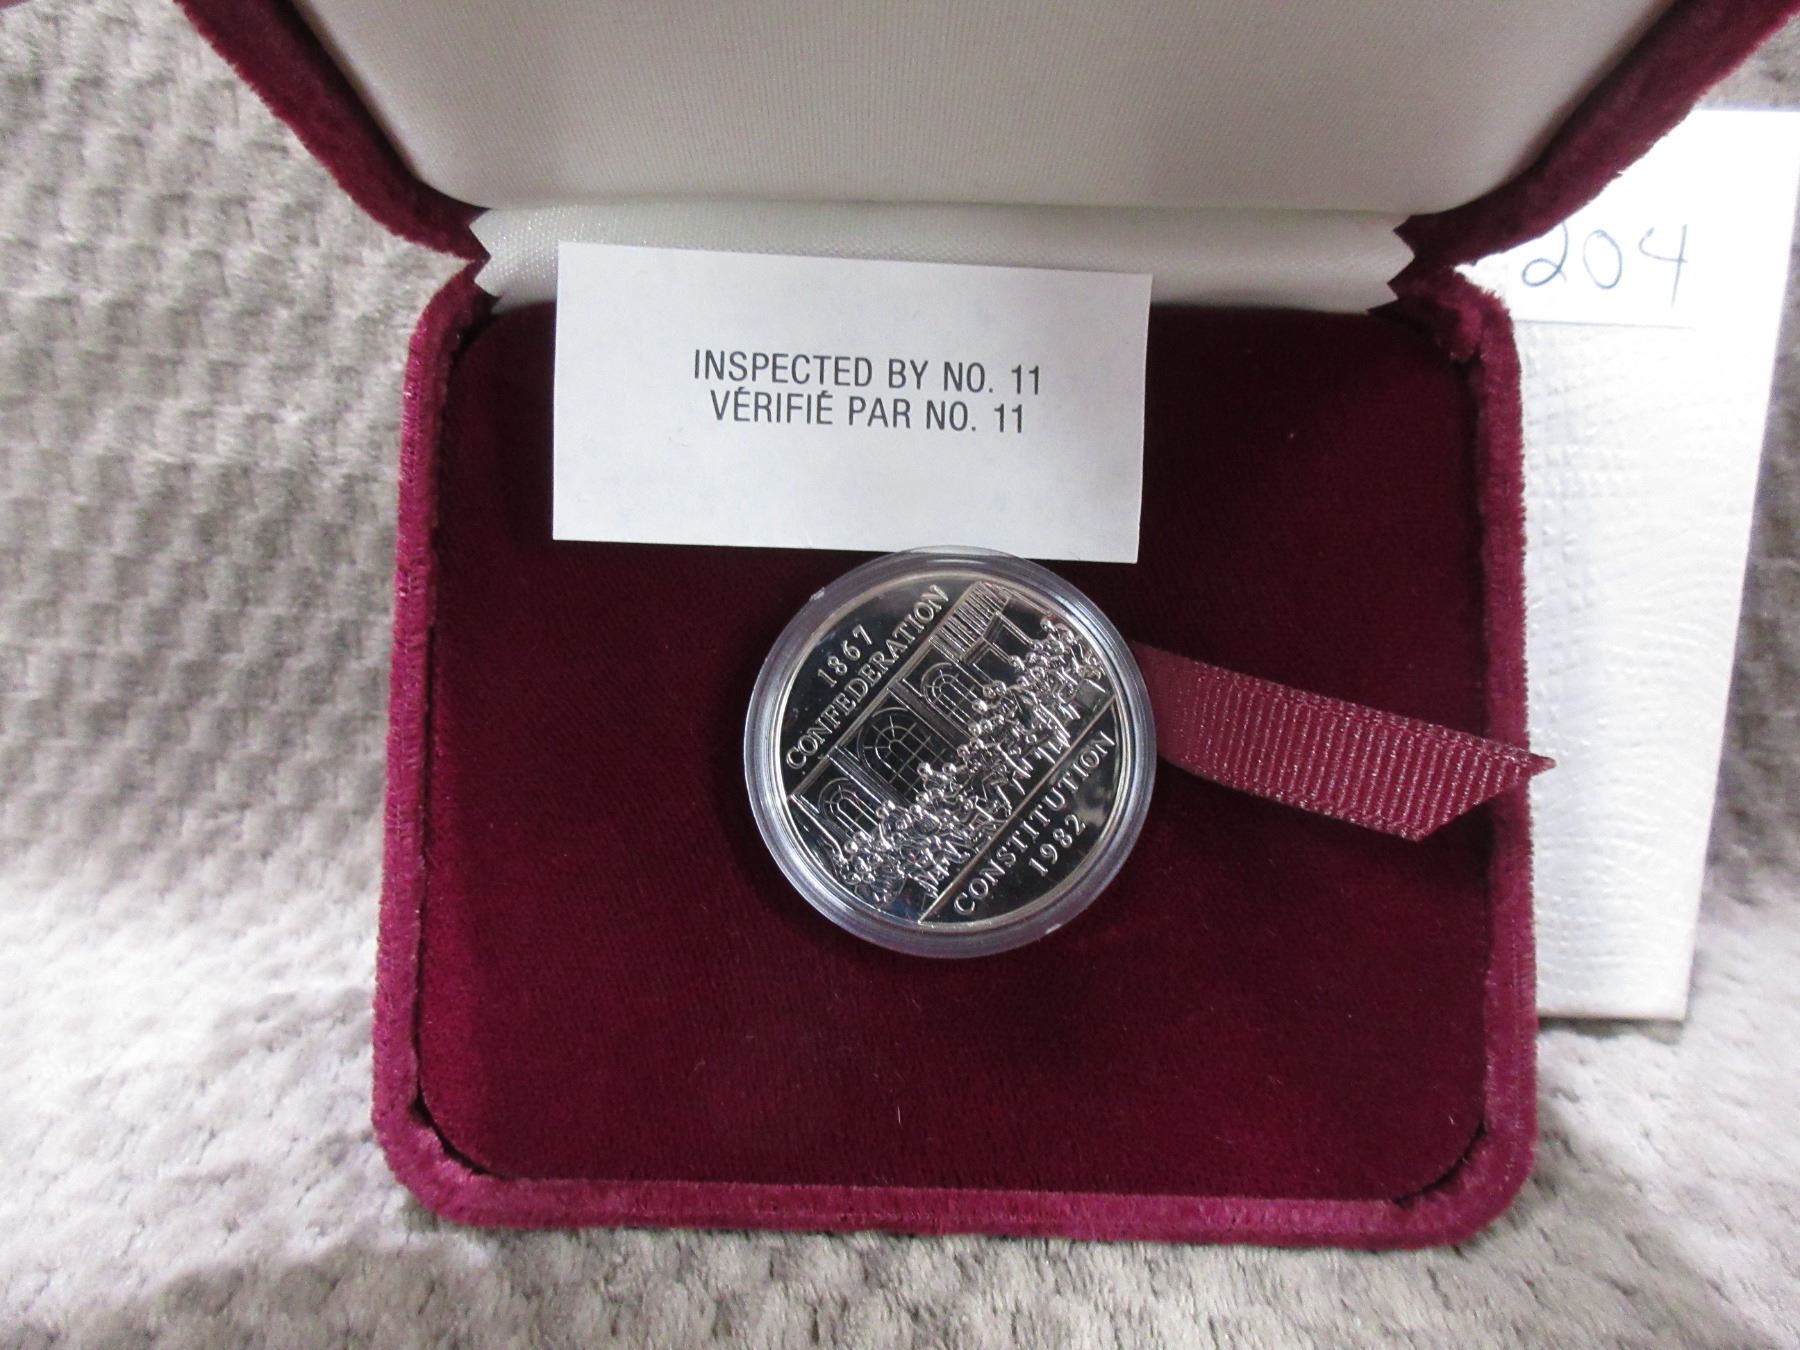 204
INSPECTED BY NO. 11
VÉRIFIÉ PAR NO. 11
1867
CONFEDERATION
CONSTITUTION
1982